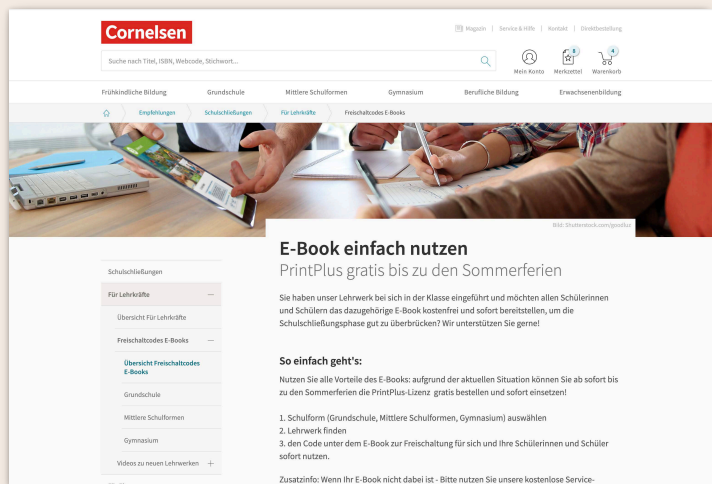 Cornelsen
Magazin | Service & Hilfe | Kontakt | Direktbestellung
Suche nach Titel, ISBN, Webcode, Stichwort...
Mein Konto
Merkzettel
4
Warenkorb
Frühkindliche Bildung
Grundschule
Mittlere Schulformen
Gymnasium
Berufliche Bildung
Erwachsenenbildung
Empfehlungen
Schulschließungen
Für Lehrkräfte
Freischaltcodes E-Books
Bild: Shutterstock.com/goodluz
E-Book einfach nutzen
PrintPlus gratis bis zu den Sommerferien
Schulschließungen
Für Lehrkräfte
Übersicht Für Lehrkräfte
Freischaltcodes E-Books
Übersicht Freischaltcodes
E-Books
Grundschule
Mittlere Schulformen
Gymnasium
Videos zu neuen Lehrwerken
Sie haben unser Lehrwerk bei sich in der Klasse eingeführt und möchten allen Schülerinnen
und Schülern das dazugehörige E-Book kostenfrei und sofort bereitstellen, um die
Schulschließungsphase gut zu überbrücken? Wir unterstützen Sie gerne!
So einfach geht's:
Nutzen Sie alle Vorteile des E-Books: aufgrund der aktuellen Situation können Sie ab sofort bis
zu den Sommerferien die PrintPlus-Lizenz gratis bestellen und sofort einsetzen!
1. Schulform (Grundschule, Mittlere Schulformen, Gymnasium) auswählen
2. Lehrwerk finden
3. den Code unter dem E-Book zur Freischaltung für sich und Ihre Schülerinnen und Schüler
sofort nutzen.
Zusatzinfo: Wenn Ihr E-Book nicht dabei ist - Bitte nutzen Sie unsere kostenlose Service-